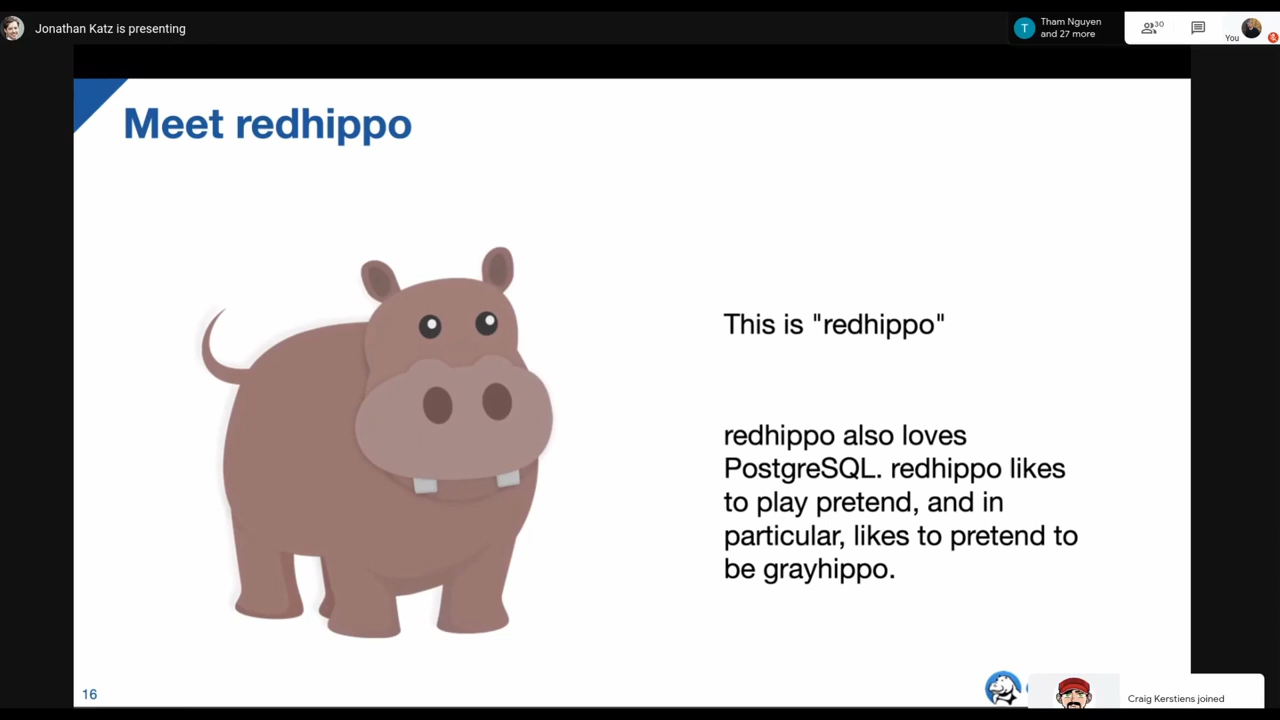 Jonathan Katz is presenting
Tham Nguyen
and 27 more
30
You
T
Meet redhippo
This is "redhippo"
redhippo also loves
PostgreSQL. redhippo likes
to play pretend, and in
particular, likes to pretend to
be grayhippo.
16
Craig Kerstiens joined